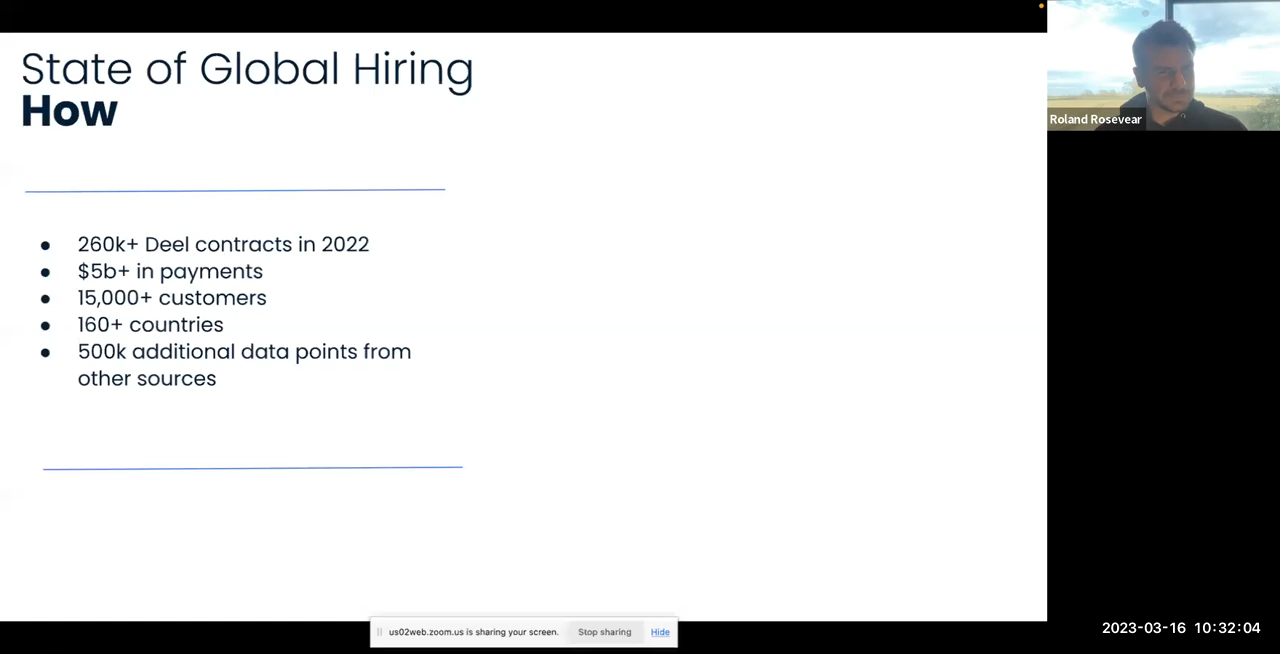 State of Global Hiring
How
260k+ Deel contracts in 2022
$5b+ in payments
15,000+ customers
160+ countries
500k additional data points from
other sources
Roland Rosevear
us02web.zoom.us is sharing your screen. Stop sharing Hide
2023-03-16 10:32:04